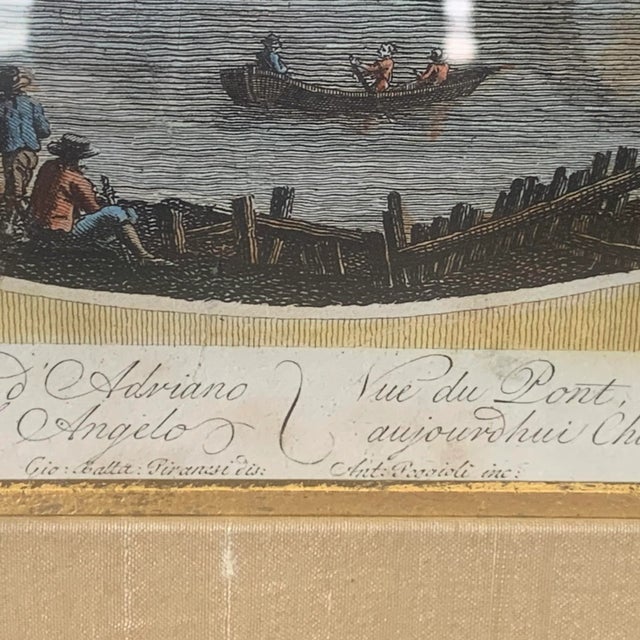 d'Adriano
Angelo
Vue du Pont,
aujourdhui Ch
Gio: Batta: Piranesi dis: Ant: Poggioli inc: